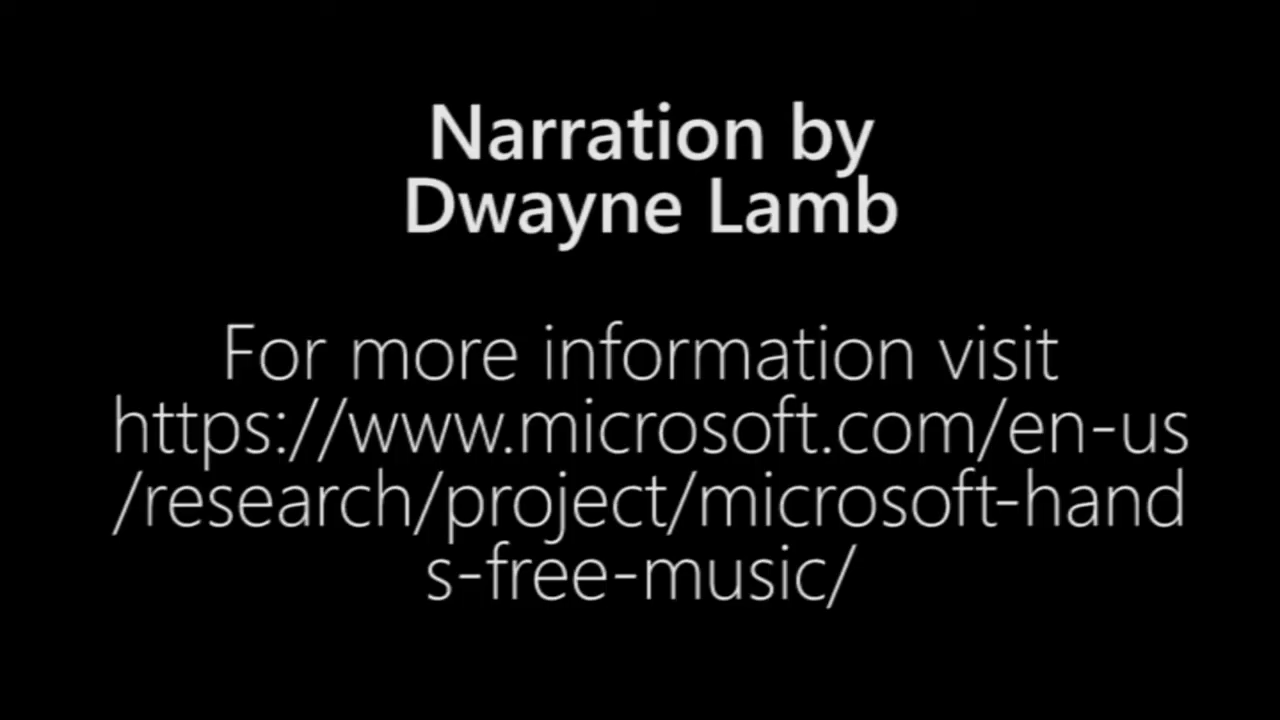 Narration by
Dwayne Lamb
For more information visit
https://www.microsoft.com/en-us
/research/project/microsoft-hand
s-free-music/